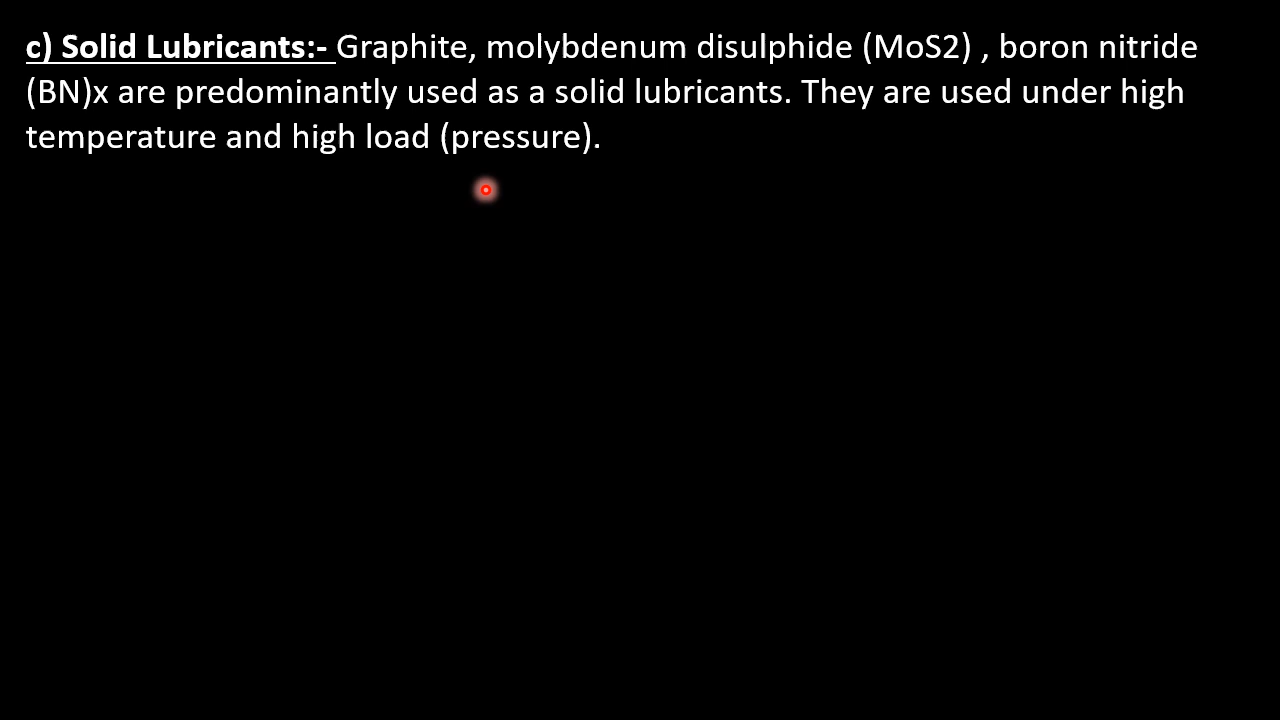 c) Solid Lubricants:- Graphite, molybdenum disulphide (MoS2) , boron nitride
(BN)x are predominantly used as a solid lubricants. They are used under high
temperature and high load (pressure).